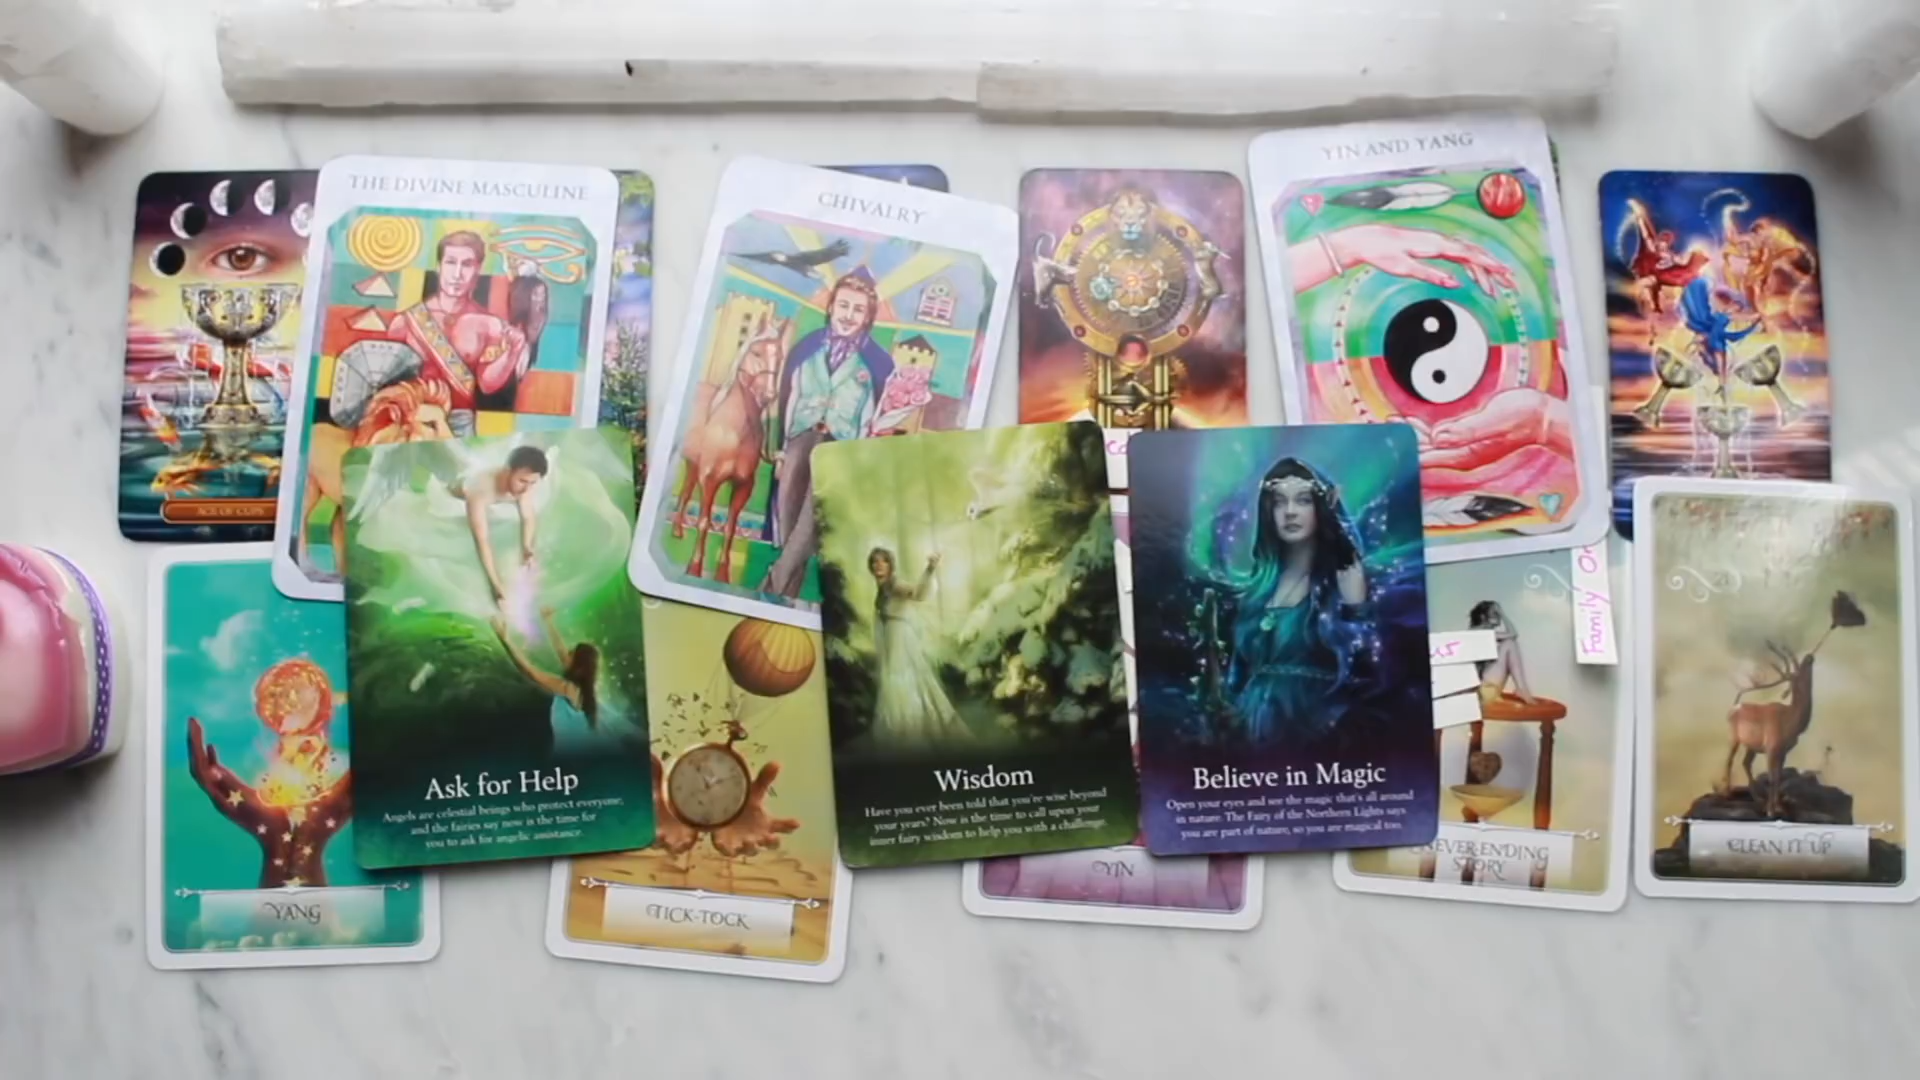 THE DIVINE MASCULINE
CHIVALRY
YIN AND YANG
ACE OF CUPS
Family
Ask for Help
Angels are celestial beings who protect everyone,
and the fairies say now is the time for
you to ask for angelic assistance.
Wisdom
Have you ever been told that you're wise beyond
your years? Now is the time to call upon your
inner fairy wisdom to help you with a challenge.
Believe in Magic
Open your eyes and see the magic that's all around
in nature. The Fairy of the Northern Lights says
you are part of nature, so you are magical too.
YANG
TICK-TOCK
YIN
NEVER-ENDING
STORY
21
CLEAN IT UP